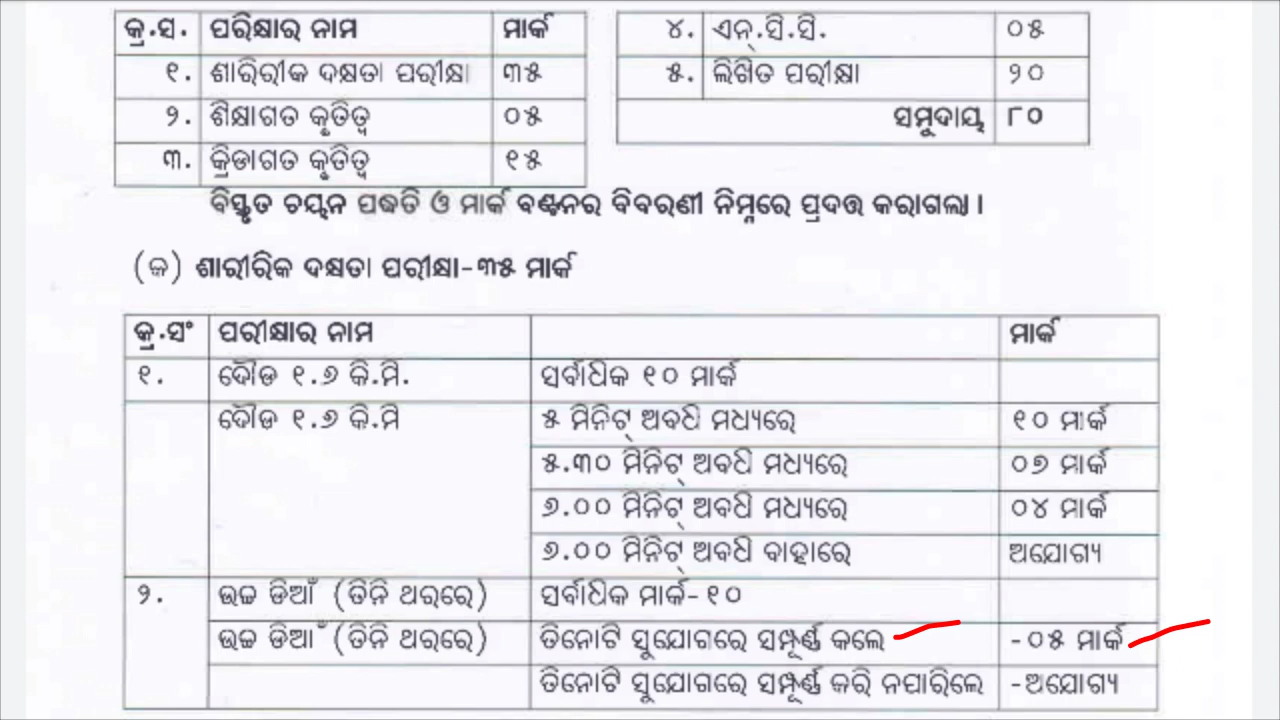 କ୍ର.ସ. ପରିକ୍ଷାର ନାମ ମାର୍କ
୧. ଶାରିରୀକ ଦକ୍ଷତା ପରୀକ୍ଷା ୩୫
୨. ଶିକ୍ଷାଗତ କୃତିତ୍ୱ ୦୫
୩. କ୍ରିଡାଗତ କୃତିତ୍ୱ ୧୫
୪. ଏନ୍.ସି.ସି. ୦୫
୫. ଲିଖିତ ପରୀକ୍ଷା ୨୦
ସମୁଦାୟ ୮୦
ବିସ୍ତୃତ ଚୟନ ପଦ୍ଧତି ଓ ମାର୍କ ବଣ୍ଟନର ବିବରଣୀ ନିମ୍ନରେ ପ୍ରଦତ୍ତ କରାଗଲା ।
(କ) ଶାରୀରିକ ଦକ୍ଷତା ପରୀକ୍ଷା-୩୫ ମାର୍କ
କ୍ର.ସଂ ପରୀକ୍ଷାର ନାମ ମାର୍କ
୧. ଦୌଡ ୧.୬ କି.ମି. ସର୍ବାଧିକ ୧୦ ମାର୍କ
ଦୌଡ ୧.୬ କି.ମି ୫ ମିନିଟ୍ ଅବଧି ମଧ୍ୟରେ ୧୦ ମାର୍କ
୫.୩୦ ମିନିଟ୍ ଅବଧି ମଧ୍ୟରେ ୦୭ ମାର୍କ
୬.୦୦ ମିନିଟ୍ ଅବଧି ମଧ୍ୟରେ ୦୪ ମାର୍କ
୬.୦୦ ମିନିଟ୍ ଅବଧି ବାହାରେ ଅଯୋଗ୍ୟ
୨. ଉଚ୍ଚ ଡିଆଁ (ତିନି ଥରରେ) ସର୍ବାଧିକ ମାର୍କ-୧୦
ଉଚ୍ଚ ଡିଆଁ (ତିନି ଥରରେ) ତିନୋଟି ସୁଯୋଗରେ ସମ୍ପୂର୍ଣ୍ଣ କଲେ -୦୫ ମାର୍କ
ତିନୋଟି ସୁଯୋଗରେ ସମ୍ପୂର୍ଣ୍ଣ କରି ନପାରିଲେ -ଅଯୋଗ୍ୟ